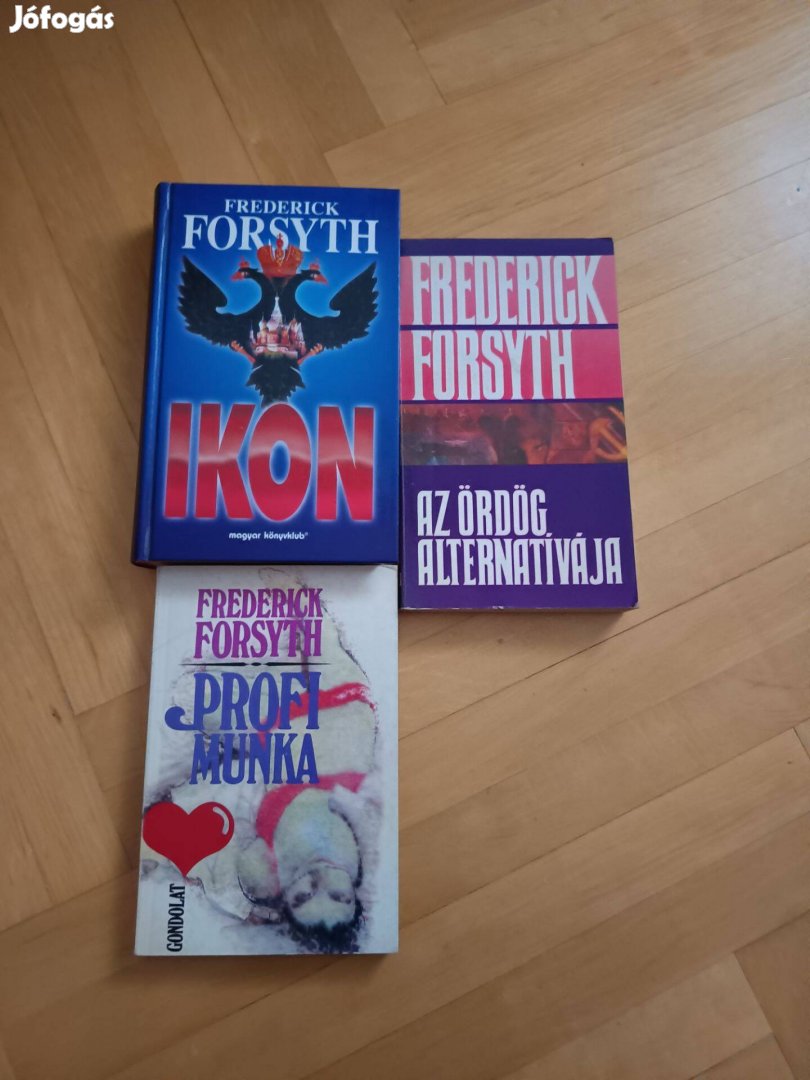 Jófogás
FREDERICK
FORSYTH
IKON
magyar könyvklub®
FREDERICK
FORSYTH
AZ ÖRDÖG
ALTERNATÍVÁJA
FREDERICK
FORSYTH
PROFI
MUNKA
GONDOLAT